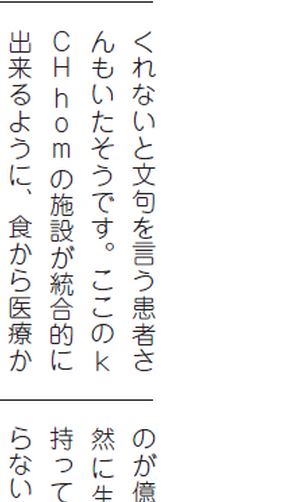 くれないと文句を言う患者さ
んもいたそうです。ここのk
CHhomの施設が統合的に
出来るように、食から医療か
のが億
然に生
持って
らない